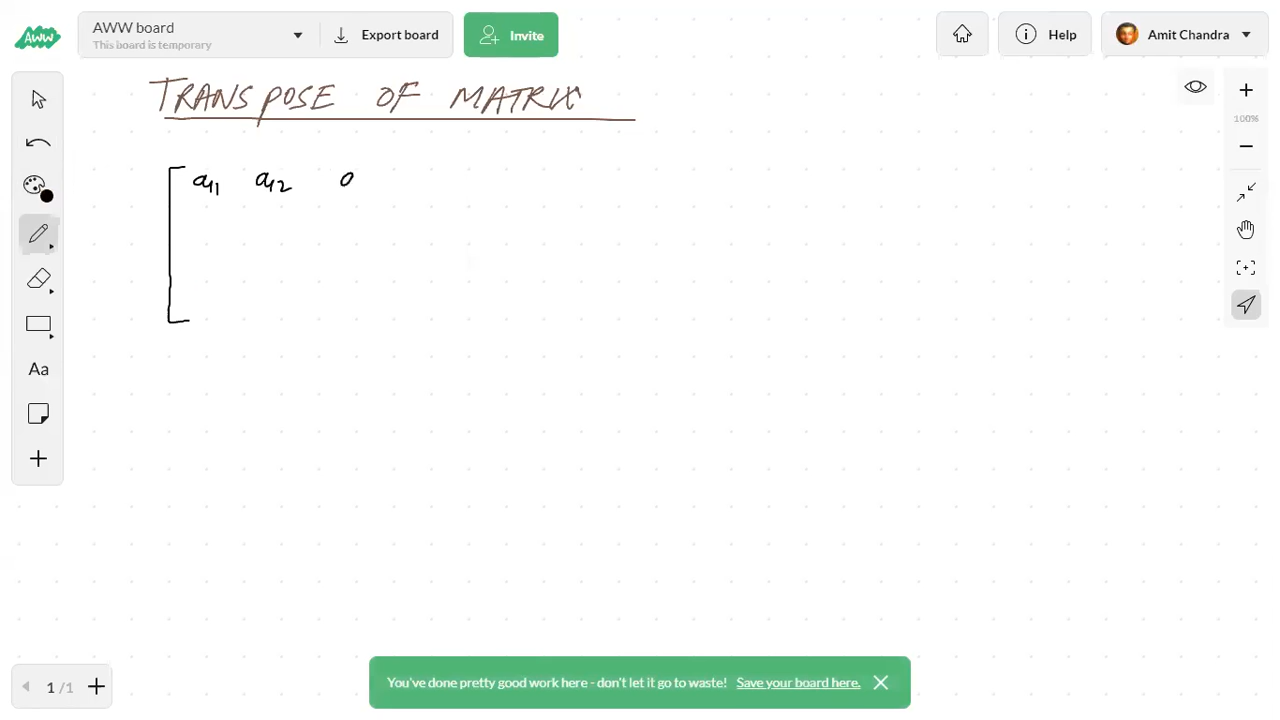 AWW board
This board is temporary
Export board
Invite
Help
Amit Chandra
TRANSPOSE OF MATRIX
100%
a11 a12
Aa
1 /1
You've done pretty good work here - don't let it go to waste! Save your board here.
AWW